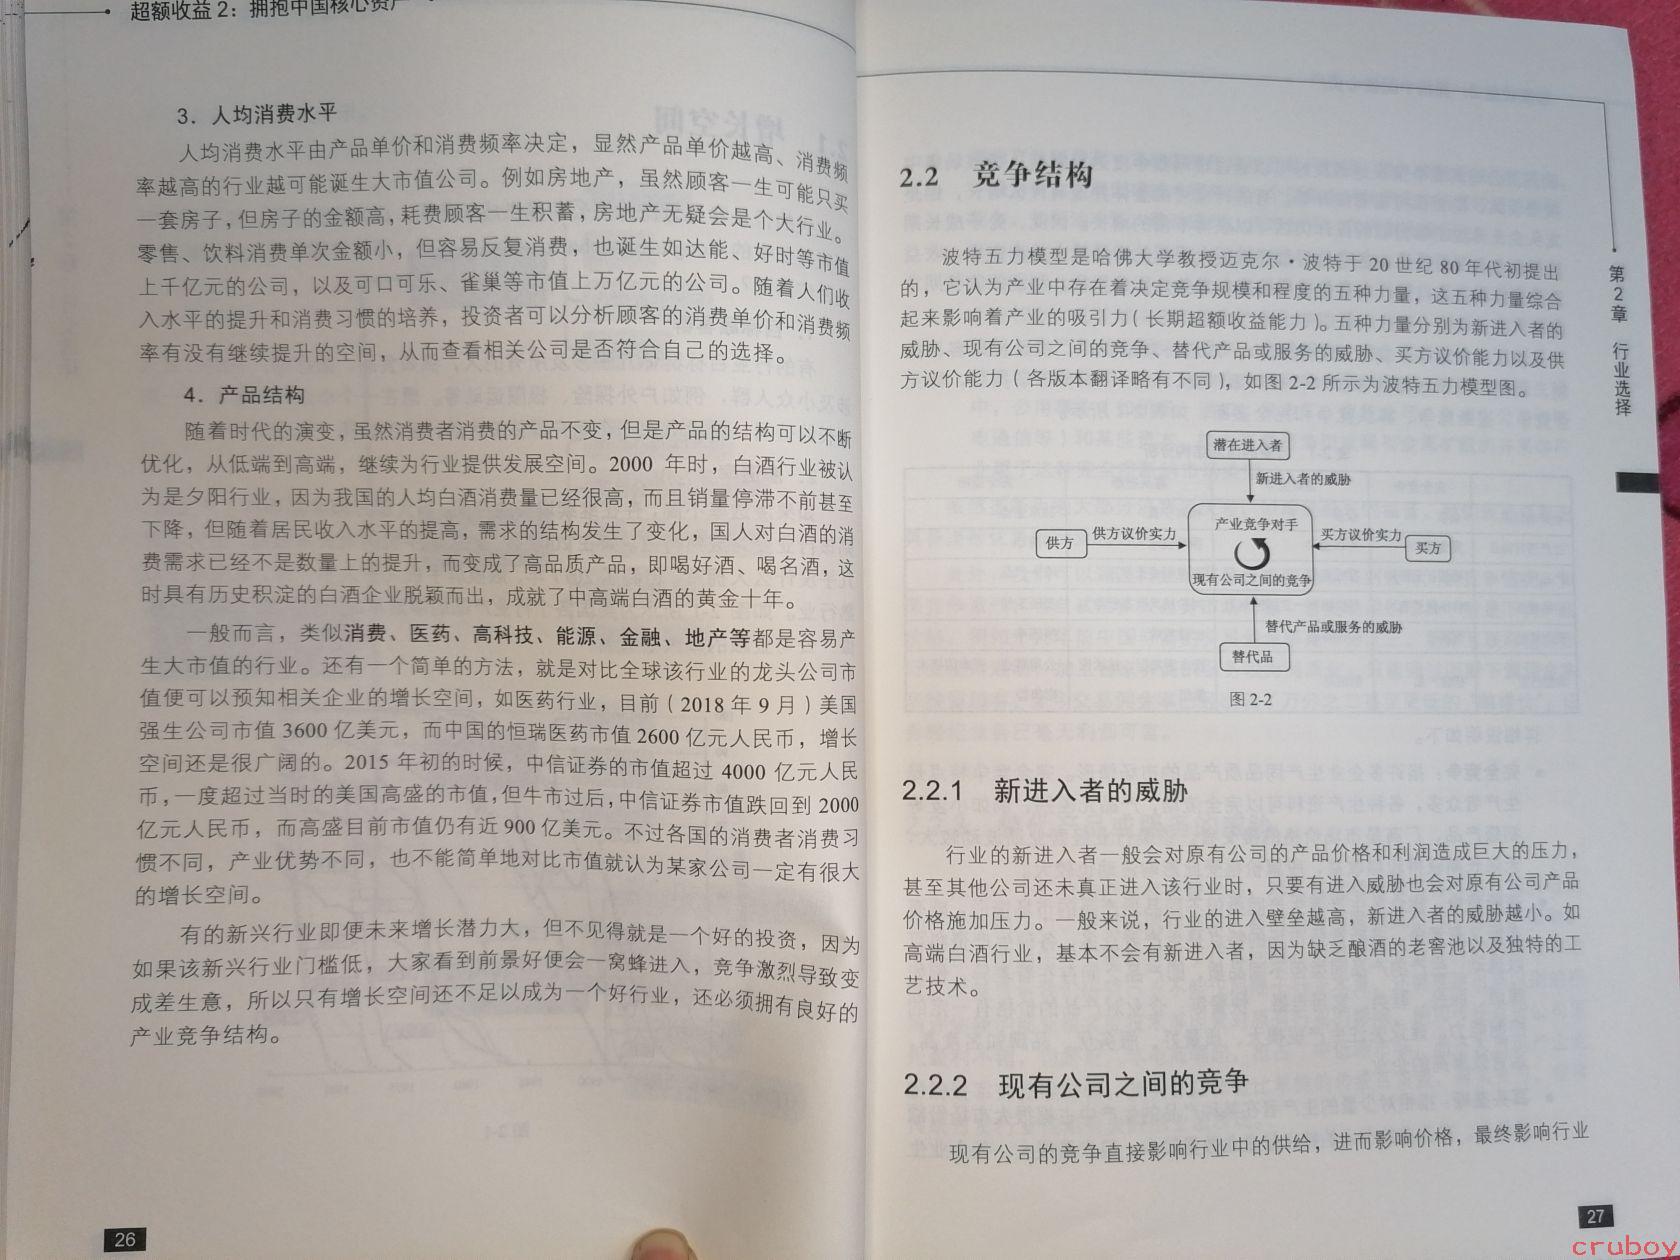 超额收益2：拥抱中国核心资产
3．人均消费水平
人均消费水平由产品单价和消费频率决定，显然产品单价越高、消费频
率越高的行业越可能诞生大市值公司。例如房地产，虽然顾客一生可能只买
一套房子，但房子的金额高，耗费顾客一生积蓄，房地产无疑会是个大行业。
零售、饮料消费单次金额小，但容易反复消费，也诞生如达能、好时等市值
上千亿元的公司，以及可口可乐、雀巢等市值上万亿元的公司。随着人们收
入水平的提升和消费习惯的培养，投资者可以分析顾客的消费单价和消费频
率有没有继续提升的空间，从而查看相关公司是否符合自己的选择。
4．产品结构
随着时代的演变，虽然消费者消费的产品不变，但是产品的结构可以不断
优化，从低端到高端，继续为行业提供发展空间。2000 年时，白酒行业被认
为是夕阳行业，因为我国的人均白酒消费量已经很高，而且销量停滞不前甚至
下降，但随着居民收入水平的提高，需求的结构发生了变化，国人对白酒的消
费需求已经不是数量上的提升，而变成了高品质产品，即喝好酒、喝名酒，这
时具有历史积淀的白酒企业脱颖而出，成就了中高端白酒的黄金十年。
一般而言，类似消费、医药、高科技、能源、金融、地产等都是容易产
生大市值的行业。还有一个简单的方法，就是对比全球该行业的龙头公司市
值便可以预知相关企业的增长空间，如医药行业，目前（2018 年 9 月）美国
强生公司市值 3600 亿美元，而中国的恒瑞医药市值 2600 亿元人民币，增长
空间还是很广阔的。2015 年初的时候，中信证券的市值超过 4000 亿元人民
币，一度超过当时的美国高盛的市值，但牛市过后，中信证券市值跌回到 2000
亿元人民币，而高盛目前市值仍有近 900 亿美元。不过各国的消费者消费习
惯不同，产业优势不同，也不能简单地对比市值就认为某家公司一定有很大
的增长空间。
有的新兴行业即便未来增长潜力大，但不见得就是一个好的投资，因为
如果该新兴行业门槛低，大家看到前景好便会一窝蜂进入，竞争激烈导致变
成差生意，所以只有增长空间还不足以成为一个好行业，还必须拥有良好的
产业竞争结构。
26
2.2 竞争结构
波特五力模型是哈佛大学教授迈克尔·波特于 20 世纪 80 年代初提出
的，它认为产业中存在着决定竞争规模和程度的五种力量，这五种力量综合
起来影响着产业的吸引力（长期超额收益能力）。五种力量分别为新进入者的
威胁、现有公司之间的竞争、替代产品或服务的威胁、买方议价能力以及供
方议价能力（各版本翻译略有不同），如图 2-2 所示为波特五力模型图。
潜在进入者
新进入者的威胁
供方
供方议价实力
产业竞争对手
现有公司之间的竞争
买方议价实力
买方
替代产品或服务的威胁
替代品
图 2-2
2.2.1 新进入者的威胁
行业的新进入者一般会对原有公司的产品价格和利润造成巨大的压力，
甚至其他公司还未真正进入该行业时，只要有进入威胁也会对原有公司产品
价格施加压力。一般来说，行业的进入壁垒越高，新进入者的威胁越小。如
高端白酒行业，基本不会有新进入者，因为缺乏酿酒的老窖池以及独特的工
艺技术。
2.2.2 现有公司之间的竞争
现有公司的竞争直接影响行业中的供给，进而影响价格，最终影响行业
第2章 行业选择
27
cruboy